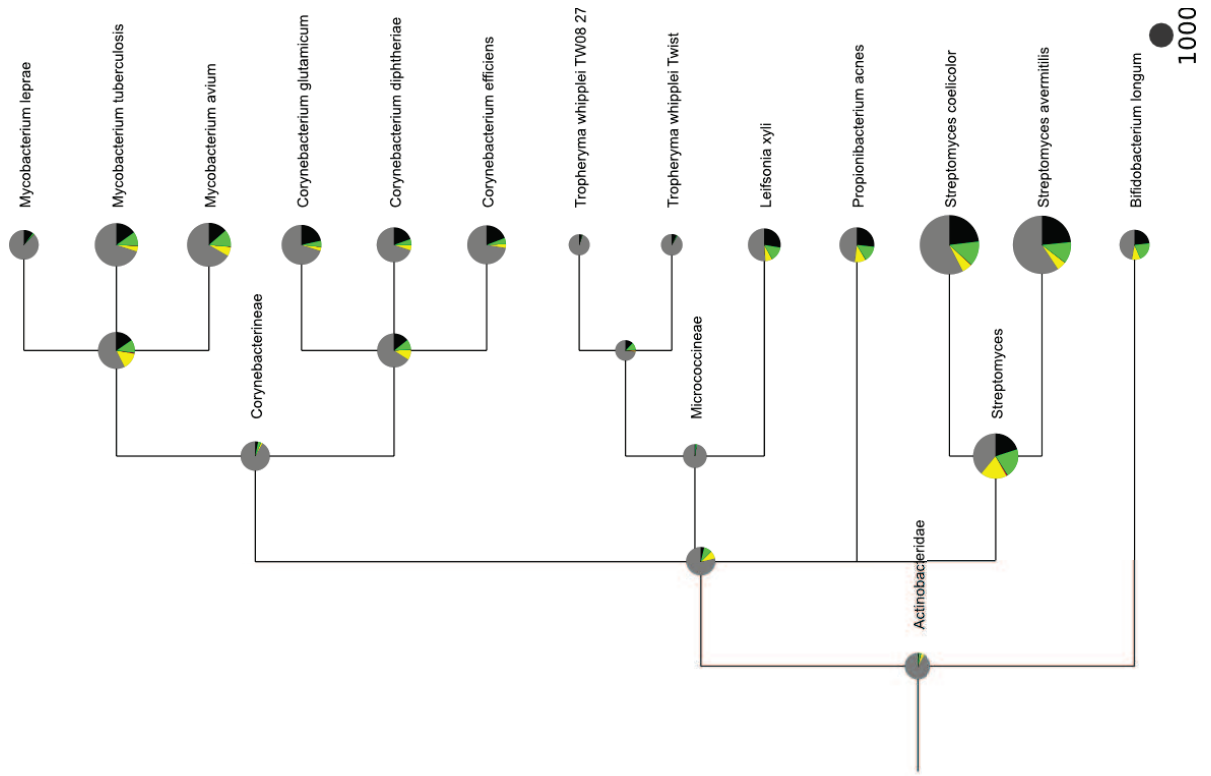 Mycobacterium leprae
Mycobacterium tuberculosis
Mycobacterium avium
Corynebacterium glutamicum
Corynebacterium diphtheriae
Corynebacterium efficiens
Tropheryma whipplei TW08 27
Tropheryma whipplei Twist
Leifsonia xyli
Propionibacterium acnes
Streptomyces coelicolor
Streptomyces avermitilis
Bifidobacterium longum
1000
Corynebacterineae
Micrococcineae
Streptomyces
Actinobacteridae